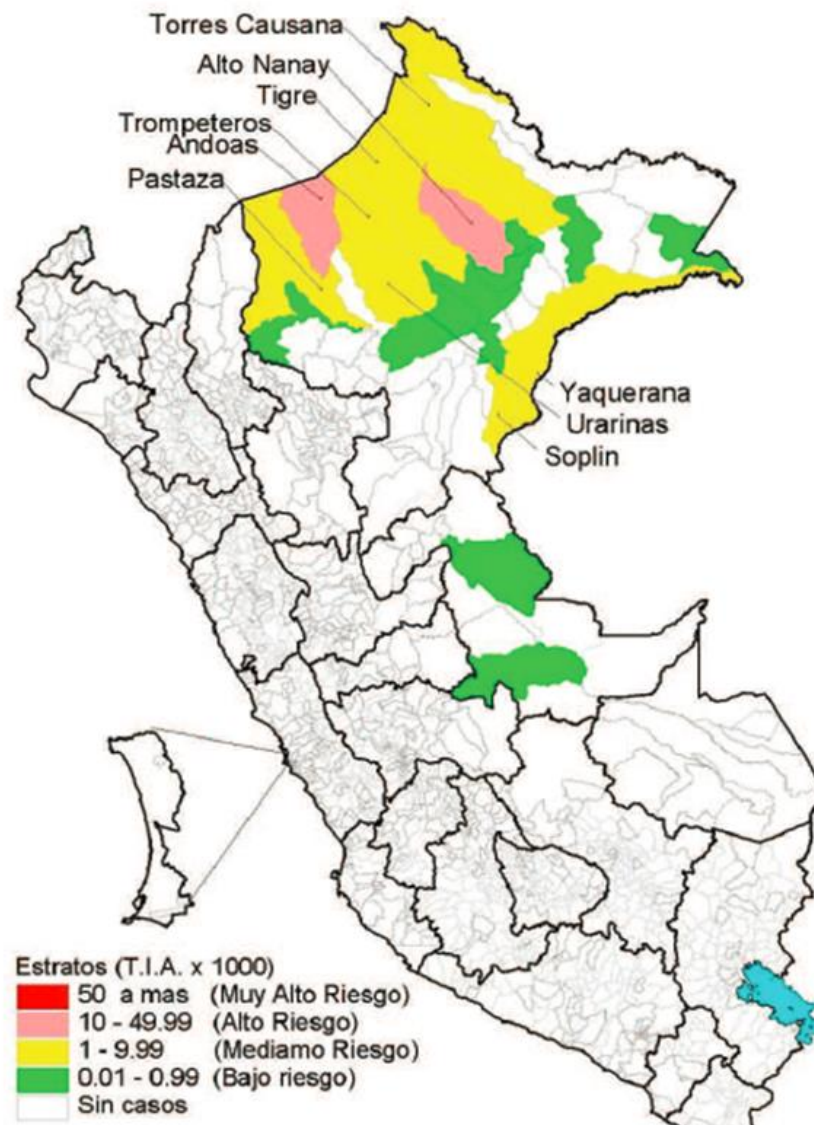 Torres Causana
Alto Nanay
Tigre
Trompeteros
Andoas
Pastaza
Yaquerana
Urarinas
Soplin
Estratos (T.I.A. x 1000)
50 a mas (Muy Alto Riesgo)
10 - 49.99 (Alto Riesgo)
1 - 9.99 (Mediamo Riesgo)
0.01 - 0.99 (Bajo riesgo)
Sin casos